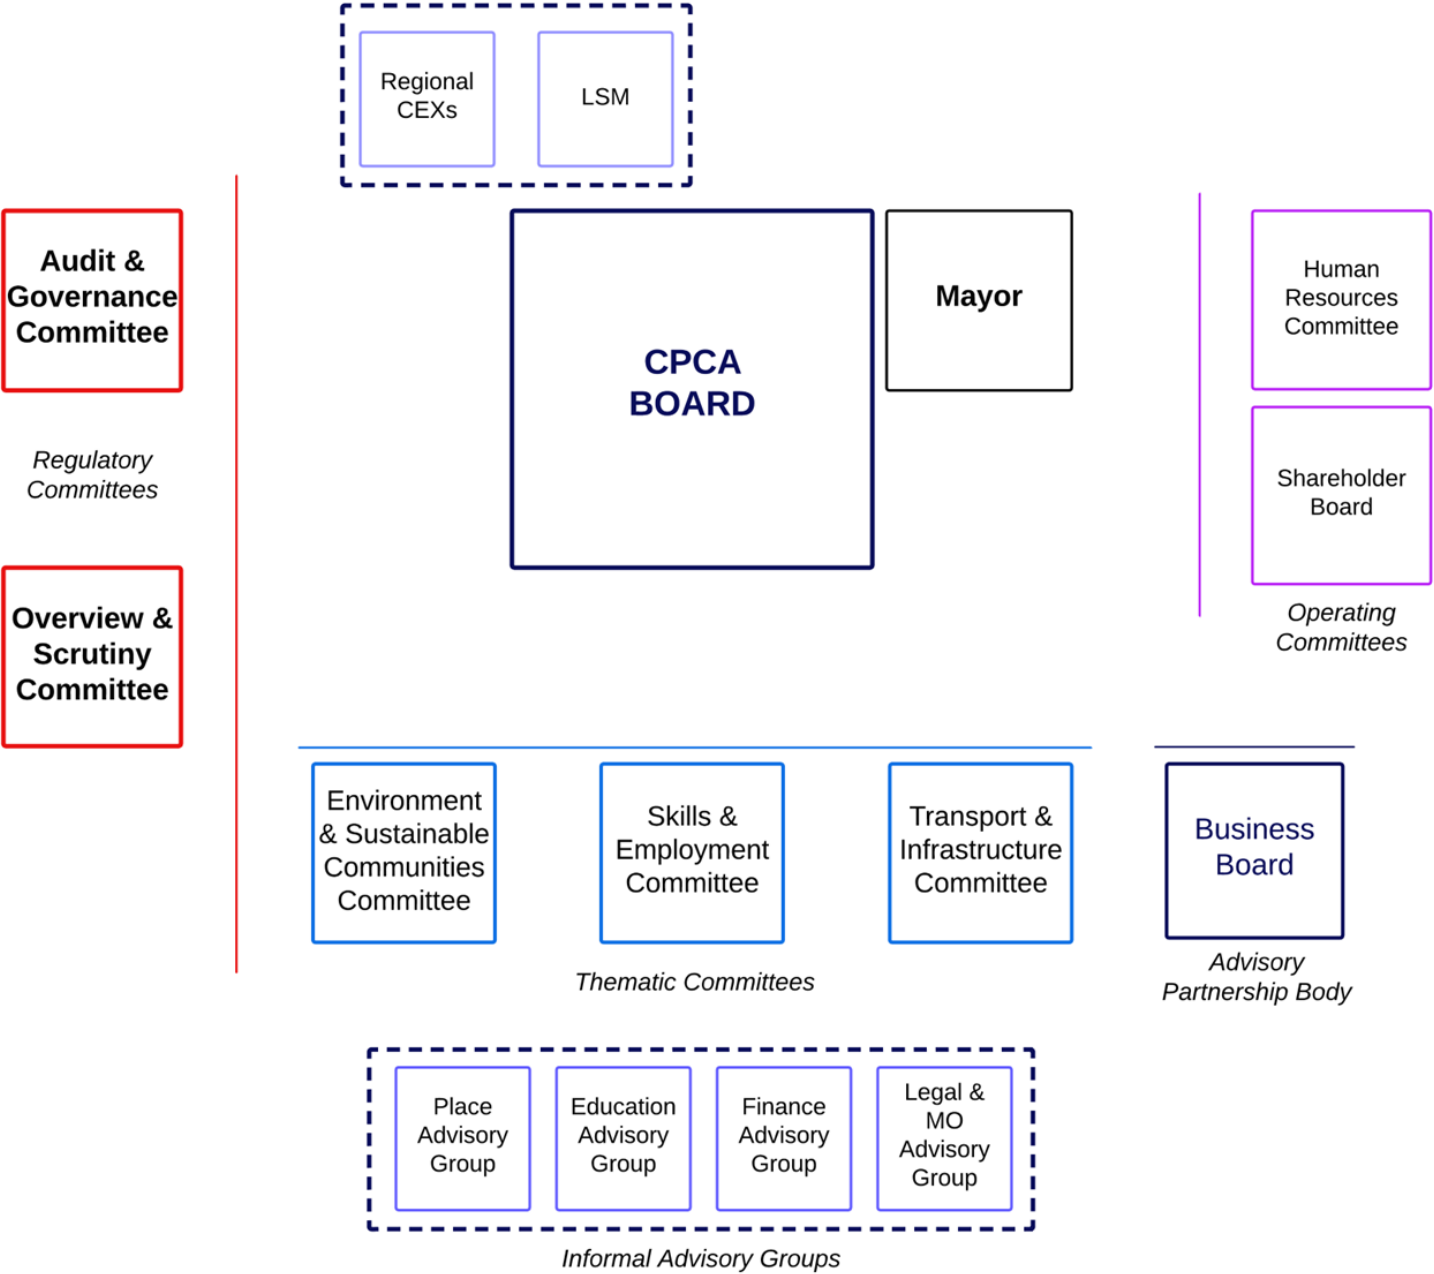 Regional
CEXs
LSM
Audit &
Governance
Committee
Regulatory
Committees
Overview &
Scrutiny
Committee
CPCA
BOARD
Mayor
Human
Resources
Committee
Shareholder
Board
Operating
Committees
Environment
& Sustainable
Communities
Committee
Skills &
Employment
Committee
Transport &
Infrastructure
Committee
Thematic Committees
Business
Board
Advisory
Partnership Body
Place
Advisory
Group
Education
Advisory
Group
Finance
Advisory
Group
Legal &
MO
Advisory
Group
Informal Advisory Groups